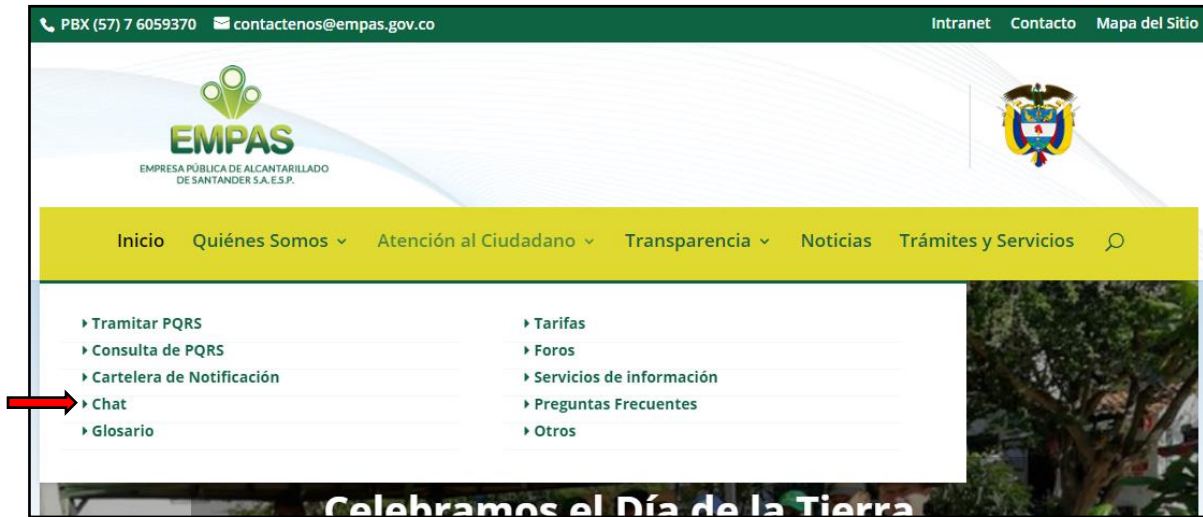 PBX (57) 7 6059370 contactenos@empas.gov.co Intranet Contacto Mapa del Sitio
EMPAS
EMPRESA PÚBLICA DE ALCANTARILLADO
DE SANTANDER S.A. E.S.P.
Inicio Quiénes Somos Atención al Ciudadano Transparencia Noticias Trámites y Servicios
Tramitar PQRS
Consulta de PQRS
Cartelera de Notificación
Chat
Glosario
Tarifas
Foros
Servicios de información
Preguntas Frecuentes
Otros
Celebramos el Día de la Tierra